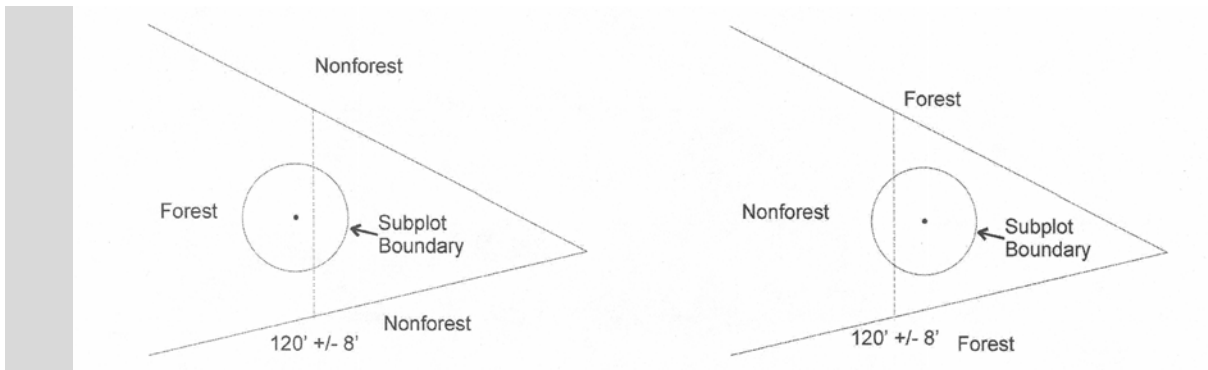 Nonforest
Forest
Subplot
Boundary
Nonforest
120' +/- 8'
Forest
Nonforest
Subplot
Boundary
120' +/- 8'
Forest